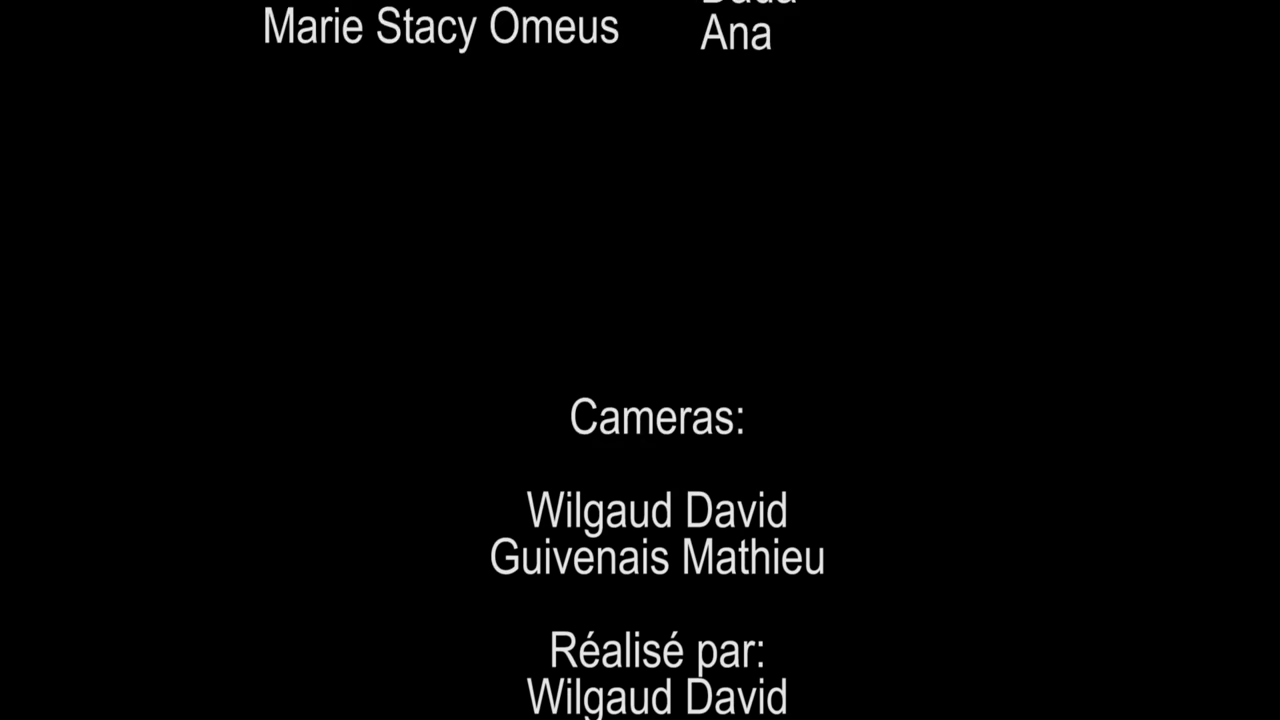 Marie Stacy Omeus
Ana
Cameras:
Wilgaud David
Guivenais Mathieu
Réalisé par:
Wilgaud David